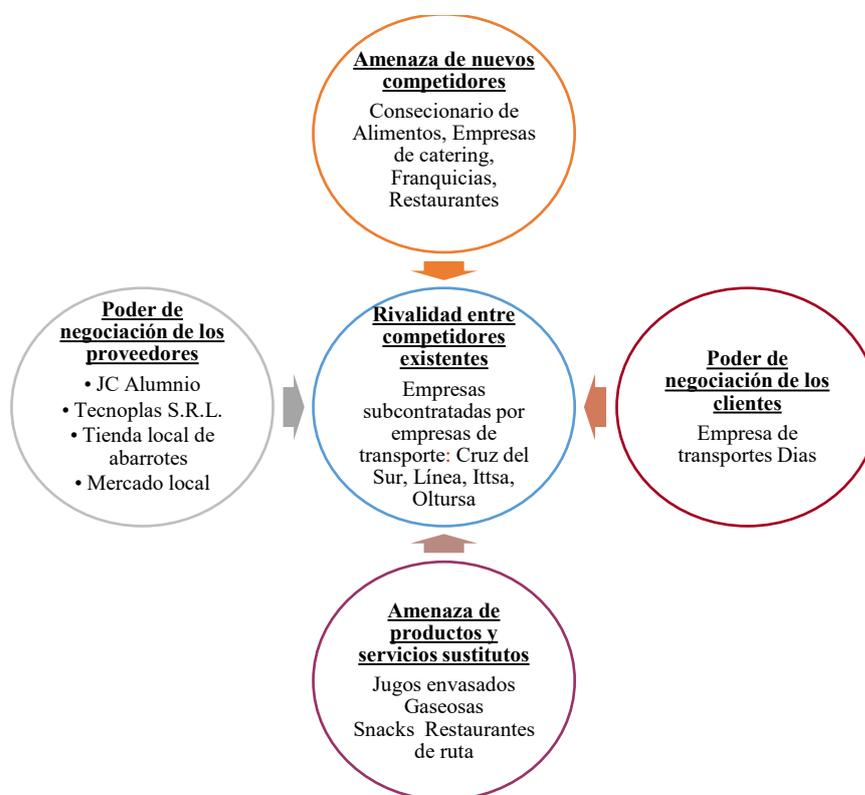 Amenaza de nuevos
competidores
Consecionario de
Alimentos, Empresas
de catering,
Franquicias,
Restaurantes
Poder de
negociación de los
proveedores
• JC Alumnio
• Tecnoplas S.R.L.
• Tienda local de
abarrotes
• Mercado local
Rivalidad entre
competidores
existentes
Empresas
subcontratadas por
empresas de
transporte: Cruz del
Sur, Línea, Ittsa,
Oltursa
Poder de
negociación de los
clientes
Empresa de
transportes Dias
Amenaza de
productos y
servicios sustitutos
Jugos envasados
Gaseosas
Snacks Restaurantes
de ruta